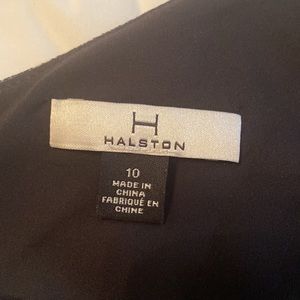 H
HALSTON
10
MADE IN
CHINA
FABRIQUÉ EN
CHINE